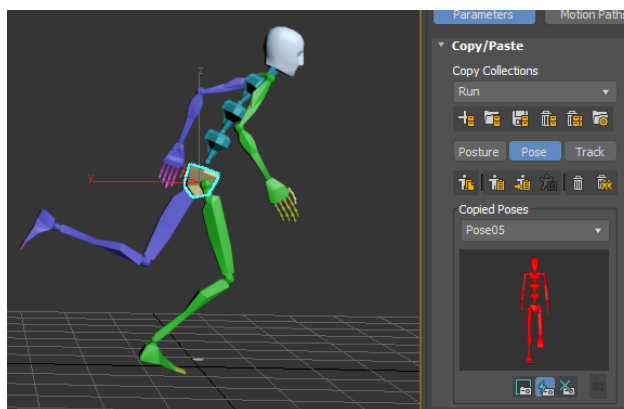 Parameters
Motion Paths
Copy/Paste
Copy Collections
Run
Posture
Pose
Track
Copied Poses
Pose05
z
y